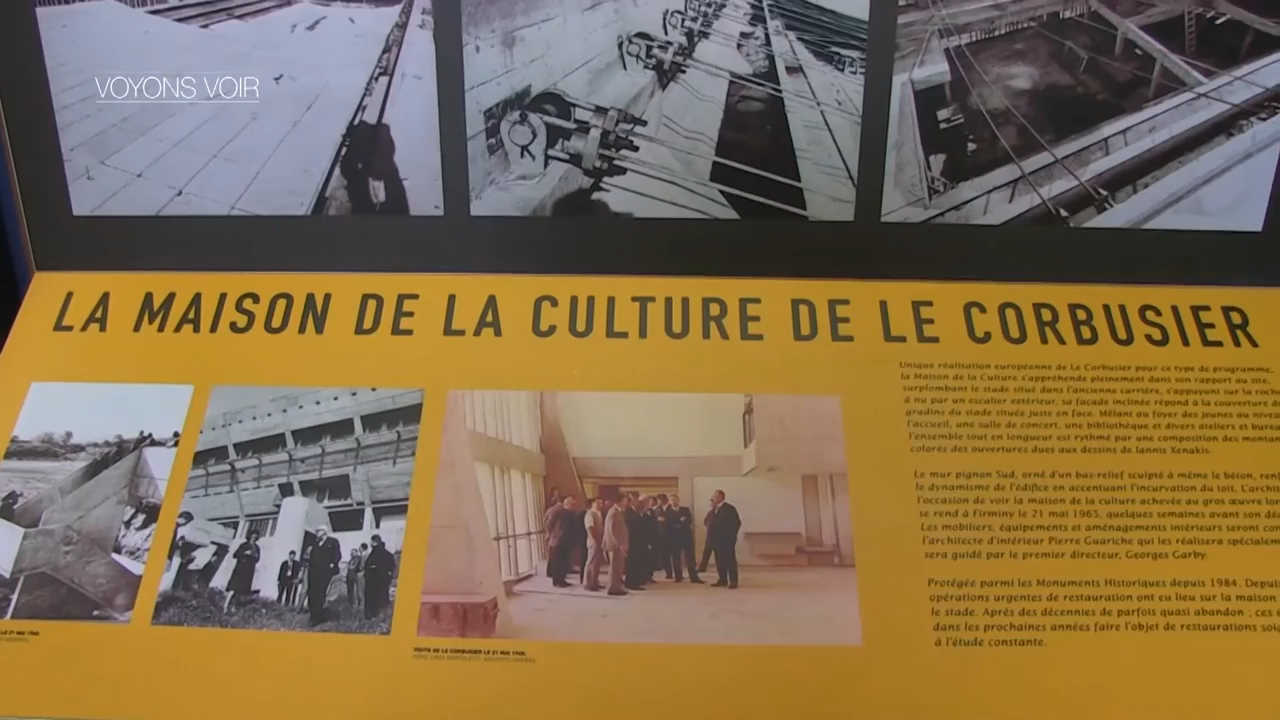 VOYONS VOIR
LA MAISON DE LA CULTURE DE LE CORBUSIER
Unique réalisation européenne de Le Corbusier pour ce type de programme,
la Maison de la Culture s'appréhende pleinement dans son rapport au site,
surplombant le stade situé dans l'ancienne carrière, s'appuyant sur la
à nu par un escalier extérieur, sa façade inclinée répond à la couverture
gradins du stade située juste en face. Mêlant au foyer des jeunes au
l'accueil, une salle de concert, une bibliothèque et divers ateliers et
l'ensemble tout en longueur est rythmé par une composition des
colorés des ouvertures dues aux dessins de Iannis Xenakis.
Le mur pignon Sud, orné d'un bas-relief sculpté à même le béton,
le dynamisme de l'édifice en accentuant l'incurvation du toit.
l'occasion de voir la maison de la culture achevée au gros œuvre
se rend à Firminy le 21 mai 1965, quelques semaines avant son
Les mobiliers, équipements et aménagements intérieurs seront
l'architecte d'intérieur Pierre Guariche qui les réalisera
sera guidé par le premier directeur, Georges Garby.
Protégée parmi les Monuments Historiques depuis 1984.
opérations urgentes de restauration ont eu lieu sur la maison
le stade. Après des décennies de parfois quasi abandon ; ces
dans les prochaines années faire l'objet de restaurations
à l'étude constante.
VISITE DE LE CORBUSIER LE 21 MAI 1965.